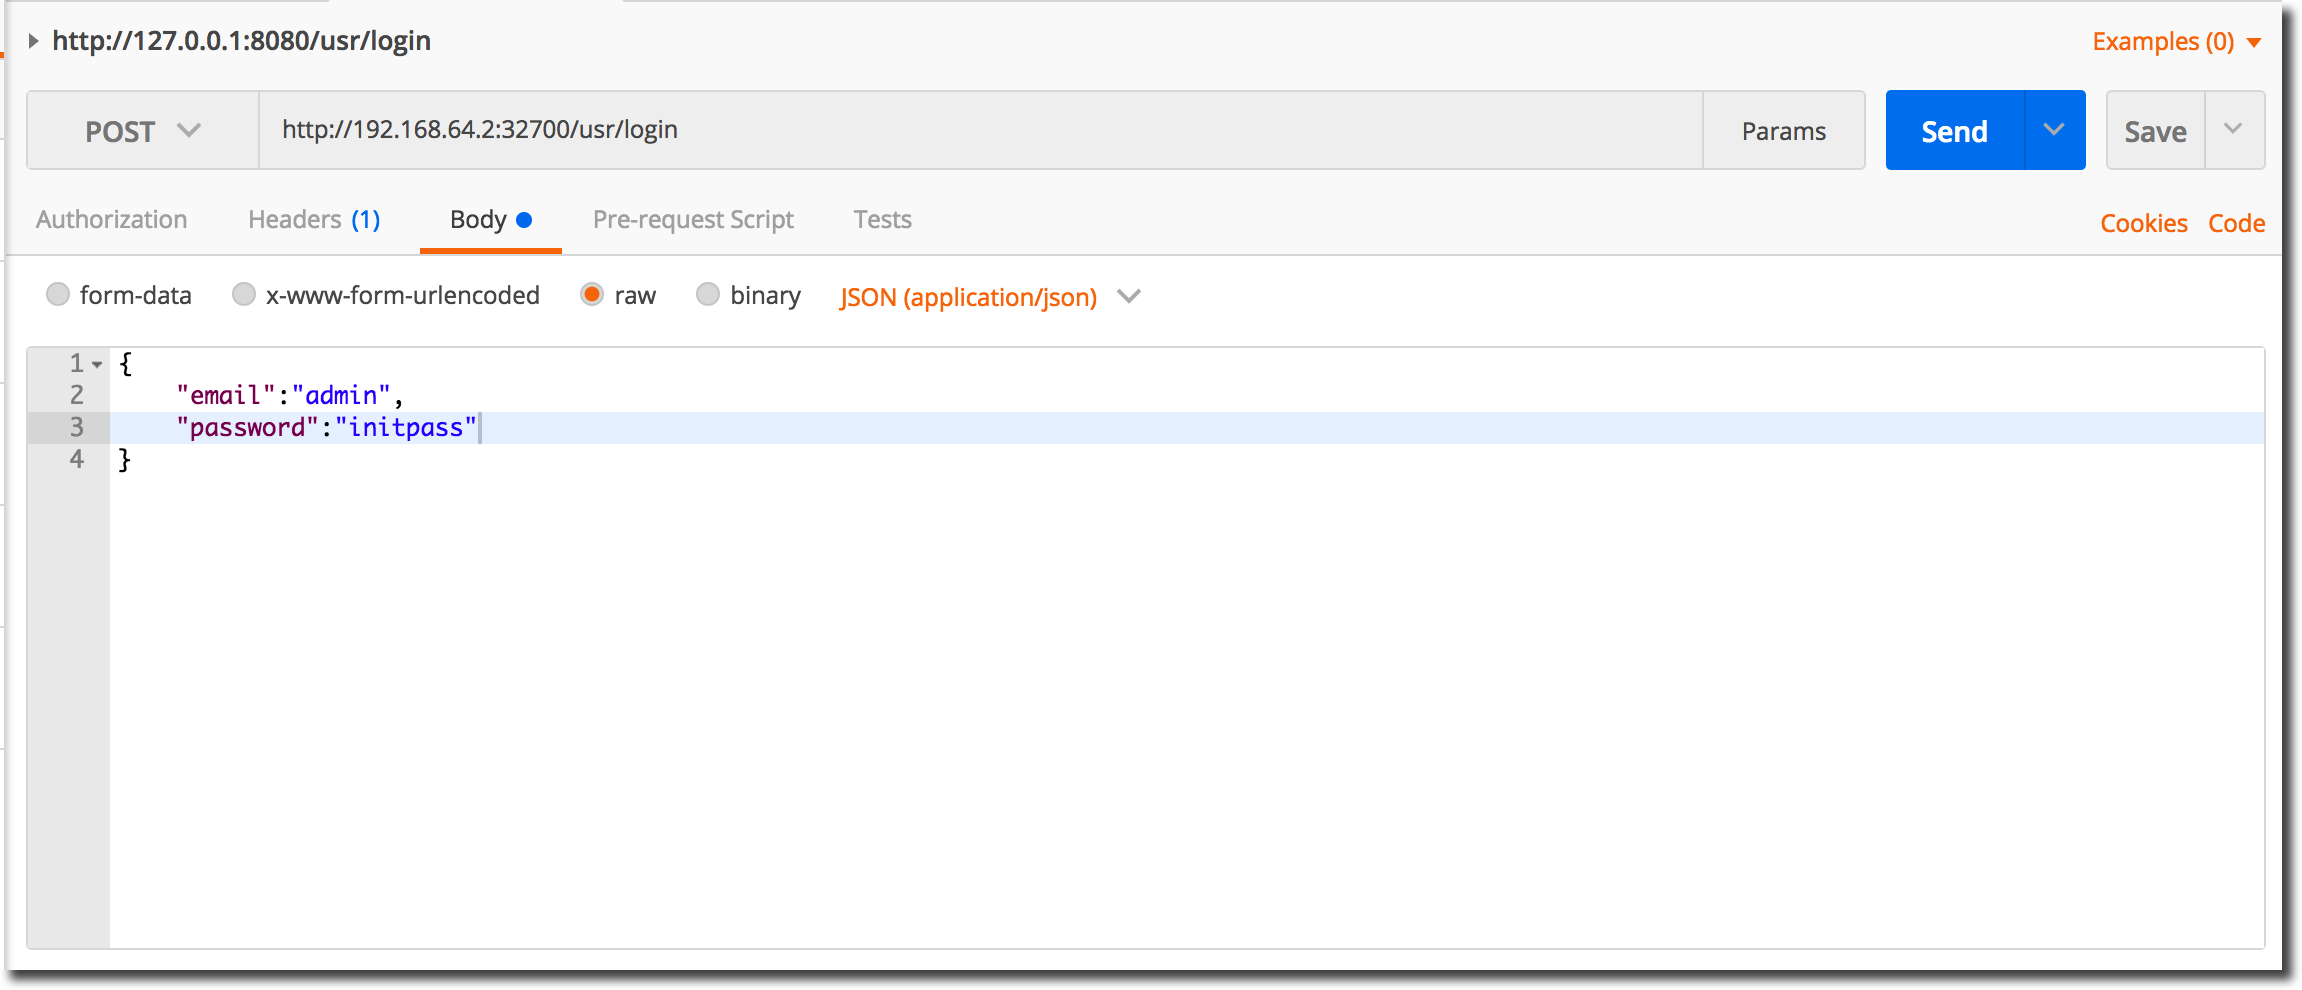 http://127.0.0.1:8080/usr/login Examples (0)
POST http://192.168.64.2:32700/usr/login Params Send Save
Authorization Headers (1) Body Pre-request Script Tests Cookies Code
form-data x-www-form-urlencoded raw binary JSON (application/json)
1 {
2 "email":"admin",
3 "password":"initpass"
4 }